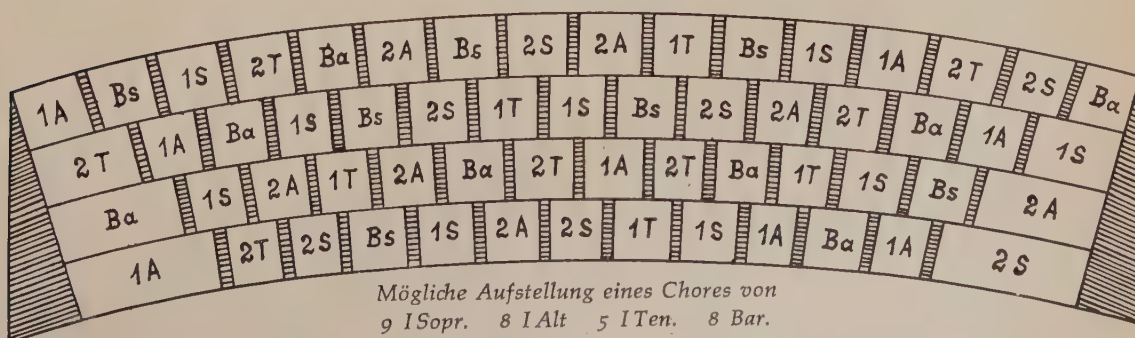 1A Bs 1S 2T Ba 2A Bs 2S 2A 1T Bs 1S 1A 2T 2S Ba
2T 1A Ba 1S Bs 2S 1T 1S Bs 2S 2A 2T Ba 1A 1S
Ba 1S 2A 1T 2A Ba 2T 1A 2T Ba 1T 1S Bs 2A
1A 2T 2S Bs 1S 2A 2S 1T 1S 1A Ba 1A 2S
Mögliche Aufstellung eines Chores von
9 I Sopr. 8 I Alt 5 I Ten. 8 Bar.